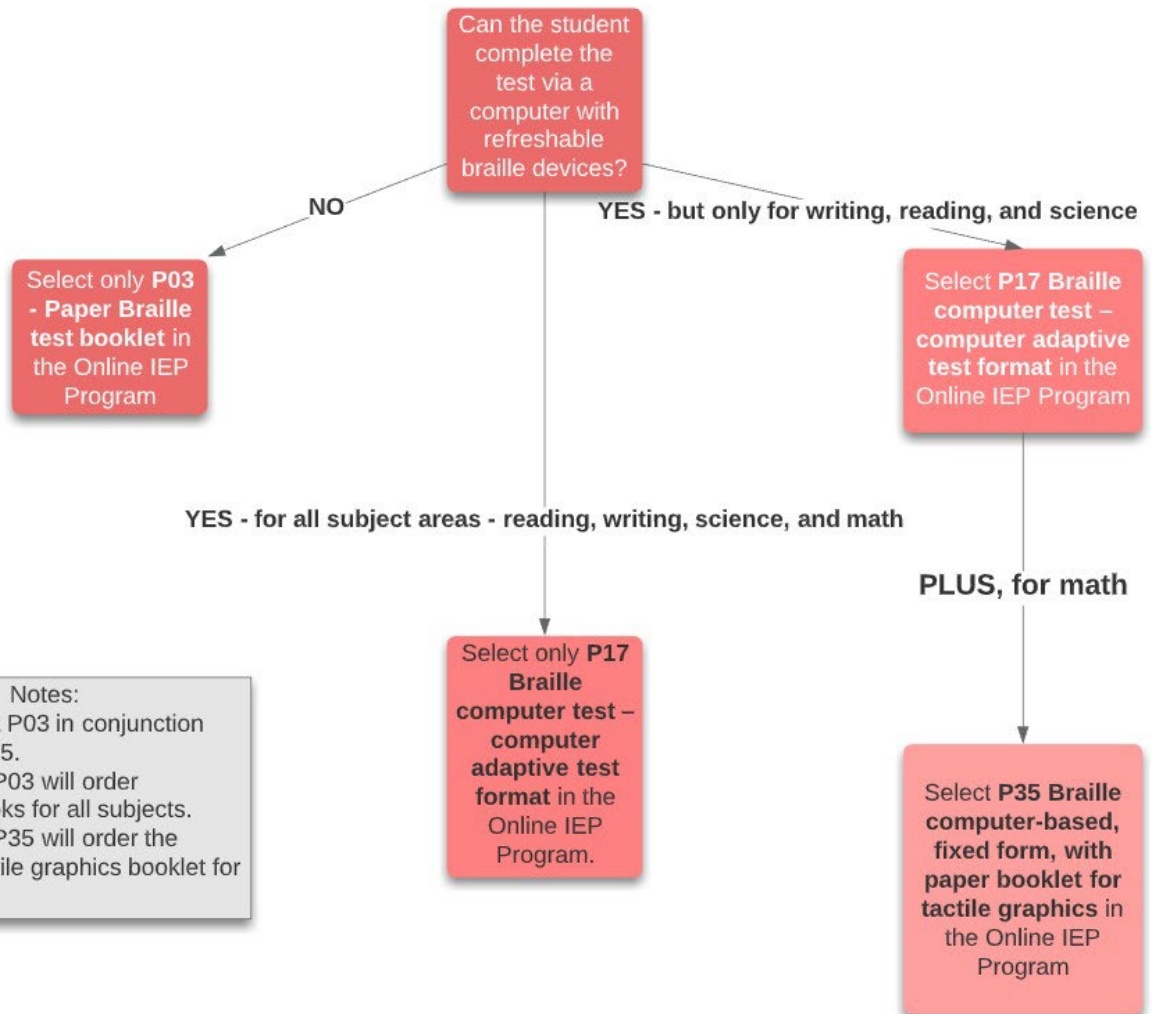 Can the student
complete the
test via a
computer with
refreshable
braille devices?
NO
YES - but only for writing, reading, and science
Select only P03
- Paper Braille
test booklet in
the Online IEP
Program
Select P17 Braille
computer test –
computer adaptive
test format in the
Online IEP Program
YES - for all subject areas - reading, writing, science, and math
PLUS, for math
Select only P17
Braille
computer test –
computer
adaptive test
format in the
Online IEP
Program.
Select P35 Braille
computer-based,
fixed form, with
paper booklet for
tactile graphics in
the Online IEP
Program
Notes:
P03 in conjunction
5.
P03 will order
for all subjects.
P35 will order the
graphics booklet for